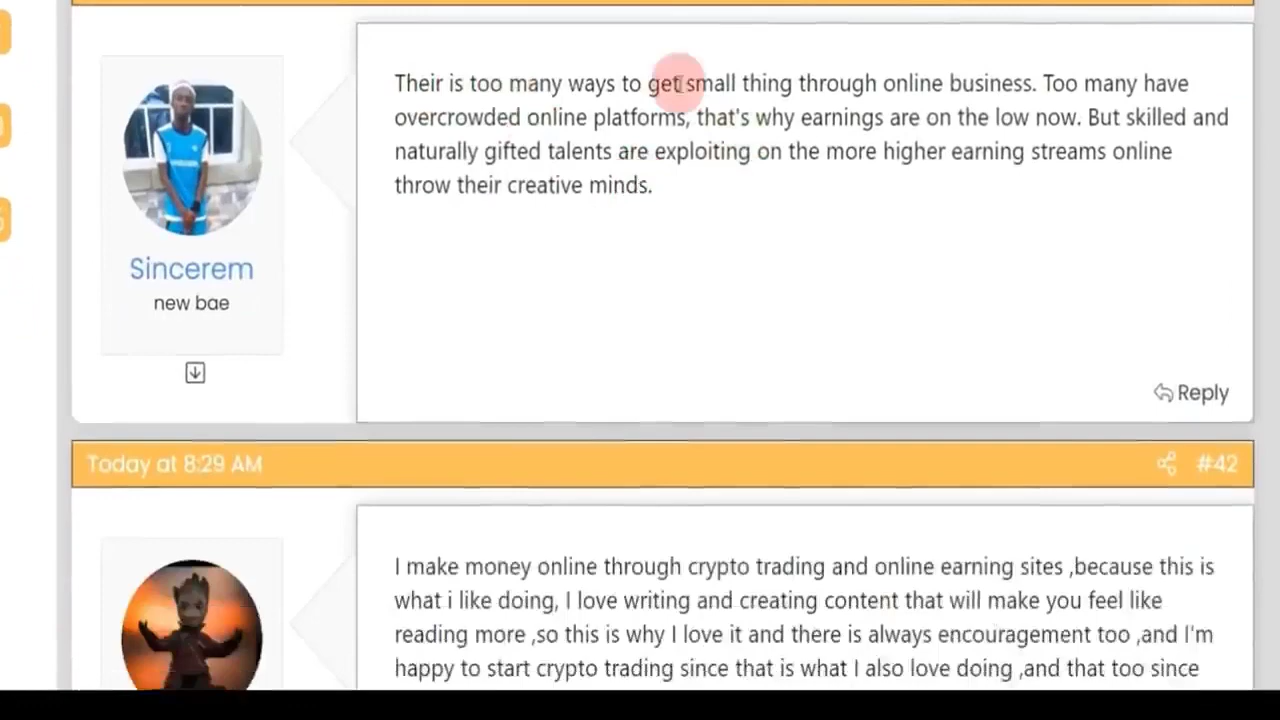 Their is too many ways to get small thing through online business. Too many have
overcrowded online platforms, that's why earnings are on the low now. But skilled and
naturally gifted talents are exploiting on the more higher earning streams online
throw their creative minds.
Sincerem
new bae
Reply
Today at 8:29 AM
#42
I make money online through crypto trading and online earning sites ,because this is
what i like doing, I love writing and creating content that will make you feel like
reading more ,so this is why I love it and there is always encouragement too ,and I'm
happy to start crypto trading since that is what I also love doing ,and that too since